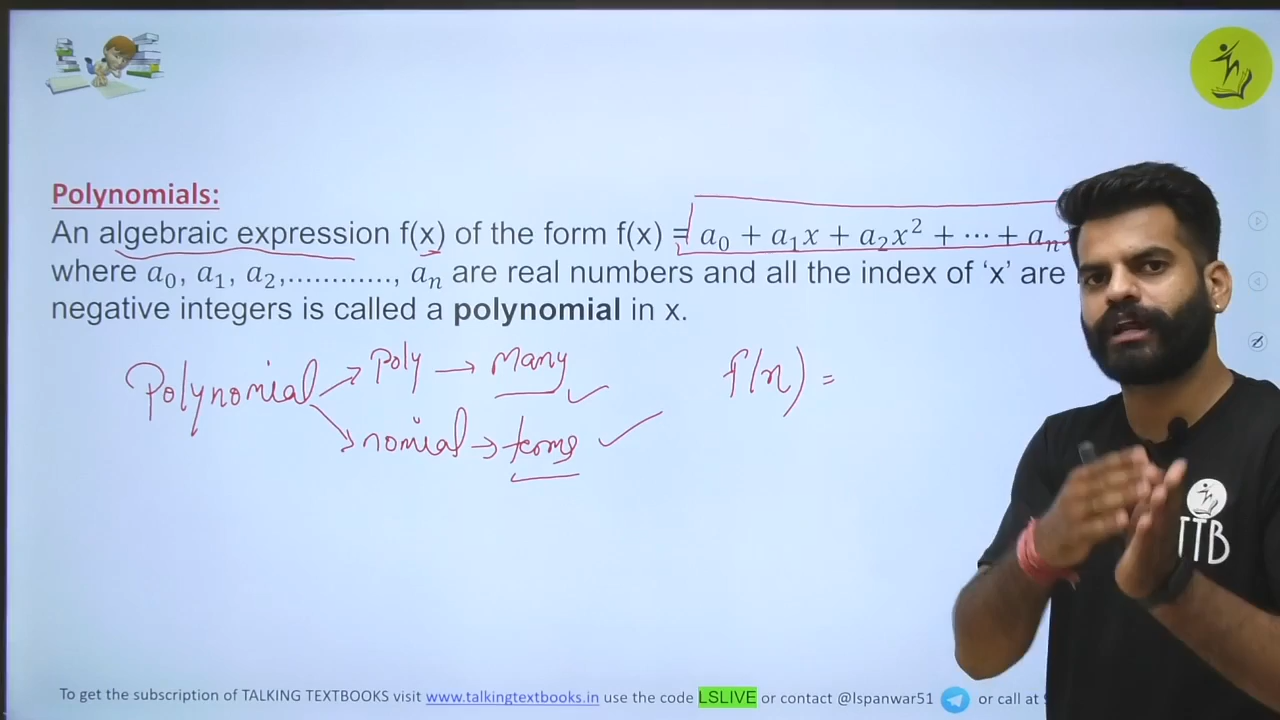 Polynomials:
An algebraic expression f(x) of the form f(x) = a₀ + a₁x + a₂x² + ⋯ + aₙ
where a₀, a₁, a₂,............, aₙ are real numbers and all the index of ‘x’ are
negative integers is called a polynomial in x.
Polynomial → Poly → Many
→ nomial → terms
f(x) =
TTB
To get the subscription of TALKING TEXTBOOKS visit www.talkingtextbooks.in use the code LSLIVE or contact @lspanwar51 or call at